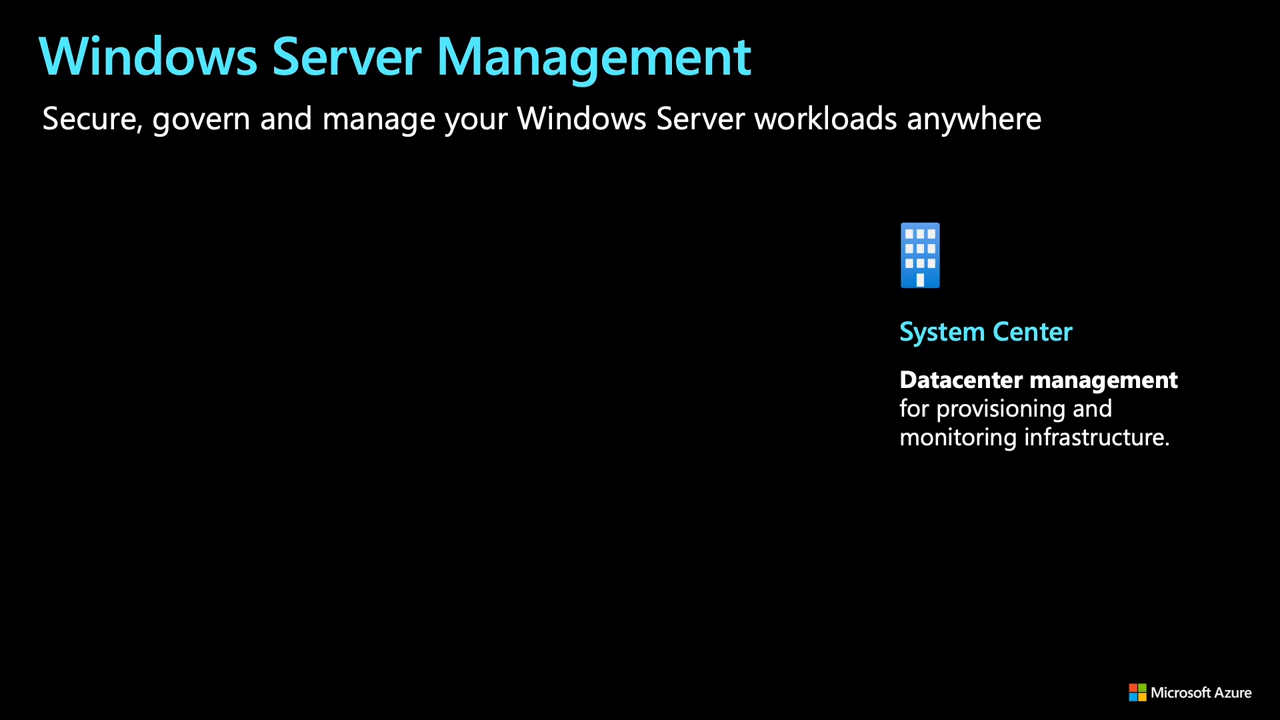 Windows Server Management
Secure, govern and manage your Windows Server workloads anywhere
System Center
Datacenter management
for provisioning and
monitoring infrastructure.
Microsoft Azure